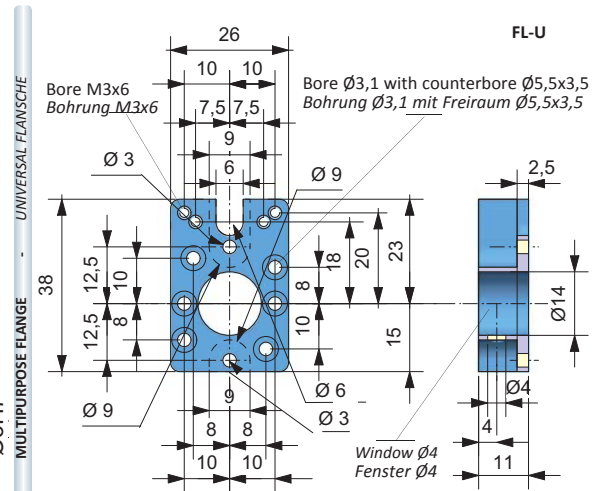 FL-U
26
10 10
Bore M3x6
Bohrung M3x6
Bore Ø3,1 with counterbore Ø5,5x3,5
Bohrung Ø3,1 mit Freiraum Ø5,5x3,5
7,5 7,5
9
6
Ø 3
Ø 9
2,5
38
12,5
10
12,5
8
18
20
23
8
10
15
Ø14
Ø 9
9
Ø 6
Ø 3
8 8
10 10
Ø4
4
11
Window Ø4
Fenster Ø4
MULTIPURPOSE FLANGE - UNIVERSAL FLANSCHE